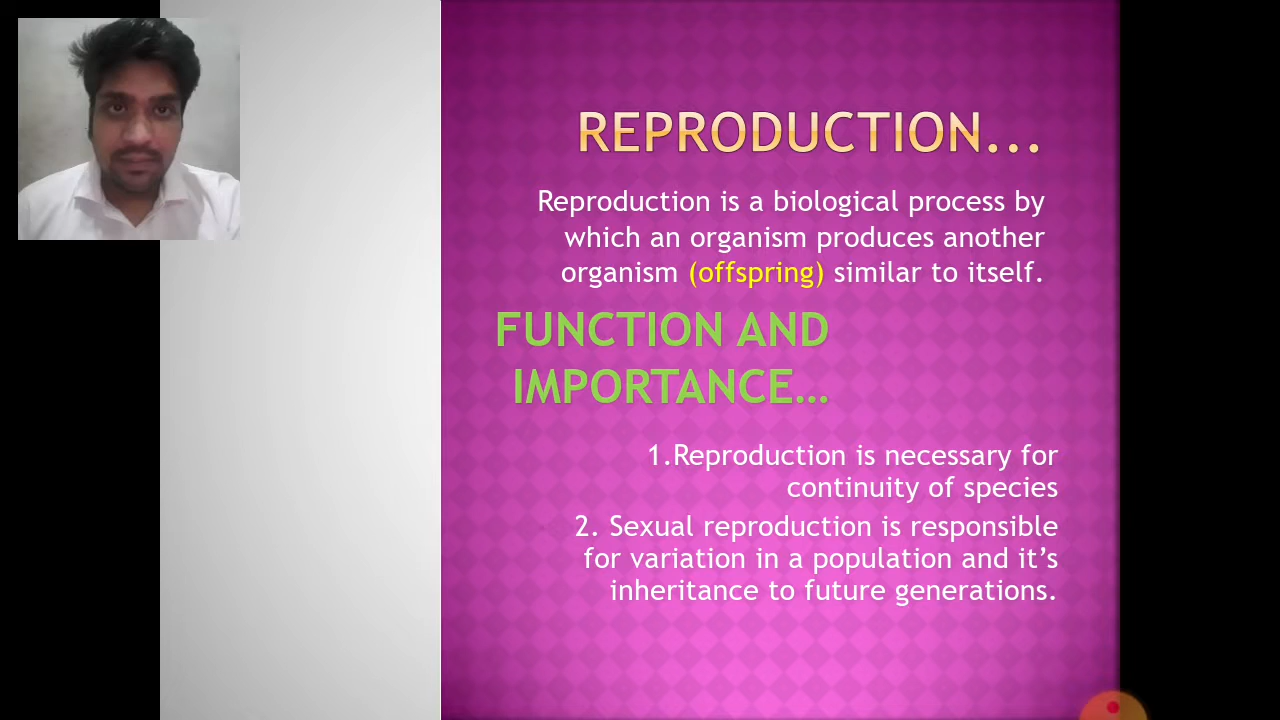 REPRODUCTION...
Reproduction is a biological process by
which an organism produces another
organism (offspring) similar to itself.
FUNCTION AND
IMPORTANCE...
1.Reproduction is necessary for
continuity of species
2. Sexual reproduction is responsible
for variation in a population and it’s
inheritance to future generations.